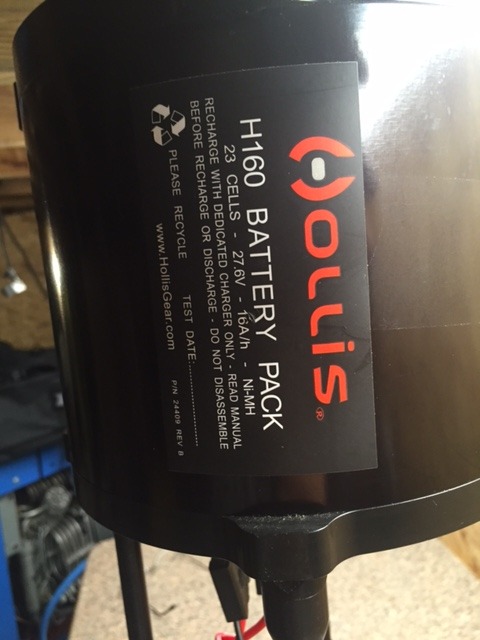 HOLLIS®
H160 BATTERY PACK
23 CELLS - 27.6V - 16A/h - Ni-MH
RECHARGE WITH DEDICATED CHARGER ONLY - READ MANUAL
BEFORE RECHARGE OR DISCHARGE - DO NOT DISASSEMBLE
PLEASE RECYCLE TEST DATE:....................
www.HollisGear.com P/N 24409 REV B